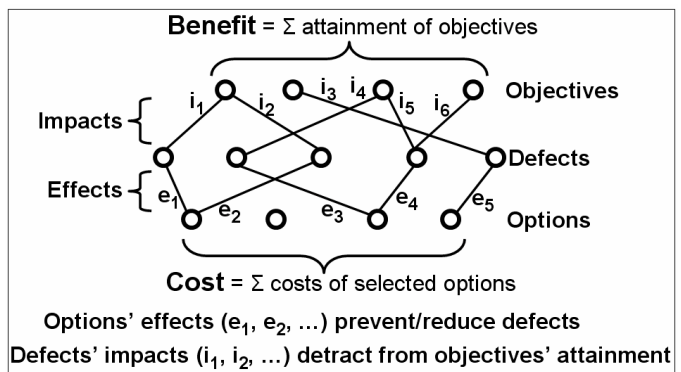 Benefit = Σ attainment of objectives
i1 i2 i3 i4 i5 i6 Objectives
Impacts
Defects
Effects
e1 e2 e3 e4 e5 Options
Cost = Σ costs of selected options
Options’ effects (e1, e2, …) prevent/reduce defects
Defects’ impacts (i1, i2, …) detract from objectives’ attainment